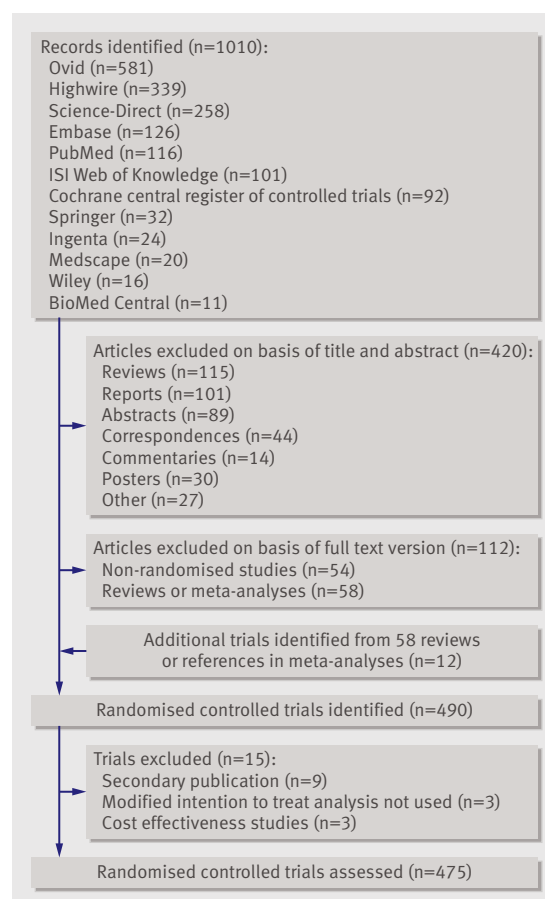 Records identified (n=1010):
Ovid (n=581)
Highwire (n=339)
Science-Direct (n=258)
Embase (n=126)
PubMed (n=116)
ISI Web of Knowledge (n=101)
Cochrane central register of controlled trials (n=92)
Springer (n=32)
Ingenta (n=24)
Medscape (n=20)
Wiley (n=16)
BioMed Central (n=11)
Articles excluded on basis of title and abstract (n=420):
Reviews (n=115)
Reports (n=101)
Abstracts (n=89)
Correspondences (n=44)
Commentaries (n=14)
Posters (n=30)
Other (n=27)
Articles excluded on basis of full text version (n=112):
Non-randomised studies (n=54)
Reviews or meta-analyses (n=58)
Additional trials identified from 58 reviews
or references in meta-analyses (n=12)
Randomised controlled trials identified (n=490)
Trials excluded (n=15):
Secondary publication (n=9)
Modified intention to treat analysis not used (n=3)
Cost effectiveness studies (n=3)
Randomised controlled trials assessed (n=475)